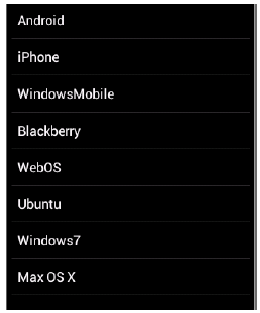 Android
iPhone
WindowsMobile
Blackberry
WebOS
Ubuntu
Windows7
Max OS X